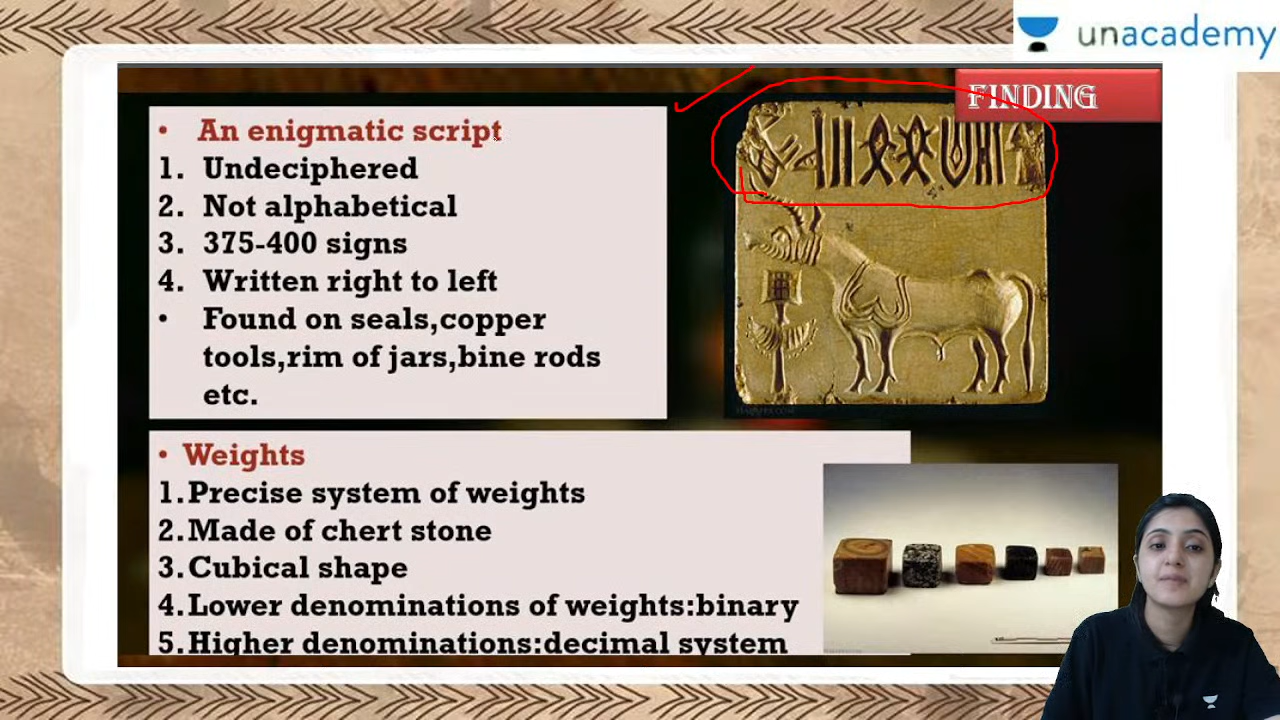 unacademy
FINDING
• An enigmatic script
1. Undeciphered
2. Not alphabetical
3. 375-400 signs
4. Written right to left
• Found on seals,copper
tools,rim of jars,bine rods
etc.
• Weights
1. Precise system of weights
2. Made of chert stone
3. Cubical shape
4. Lower denominations of weights:binary
5. Higher denominations:decimal system